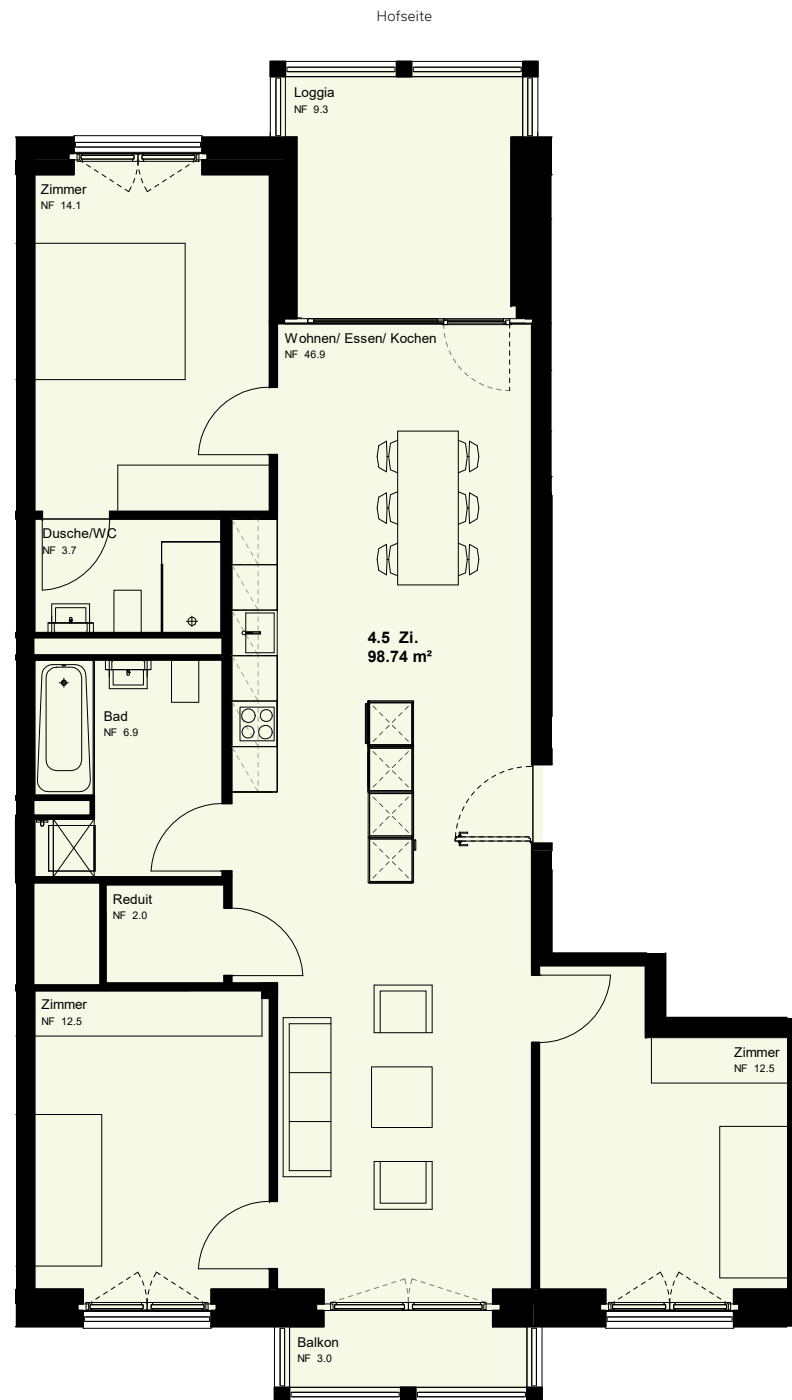 Hofseite
Loggia
NF 9.3
Zimmer
NF 14.1
Wohnen/ Essen/ Kochen
NF 46.9
Dusche/WC
NF 3.7
4.5 Zi.
98.74 m²
Bad
NF 6.9
Reduit
NF 2.0
Zimmer
NF 12.5
Zimmer
NF 12.5
Balkon
NF 3.0